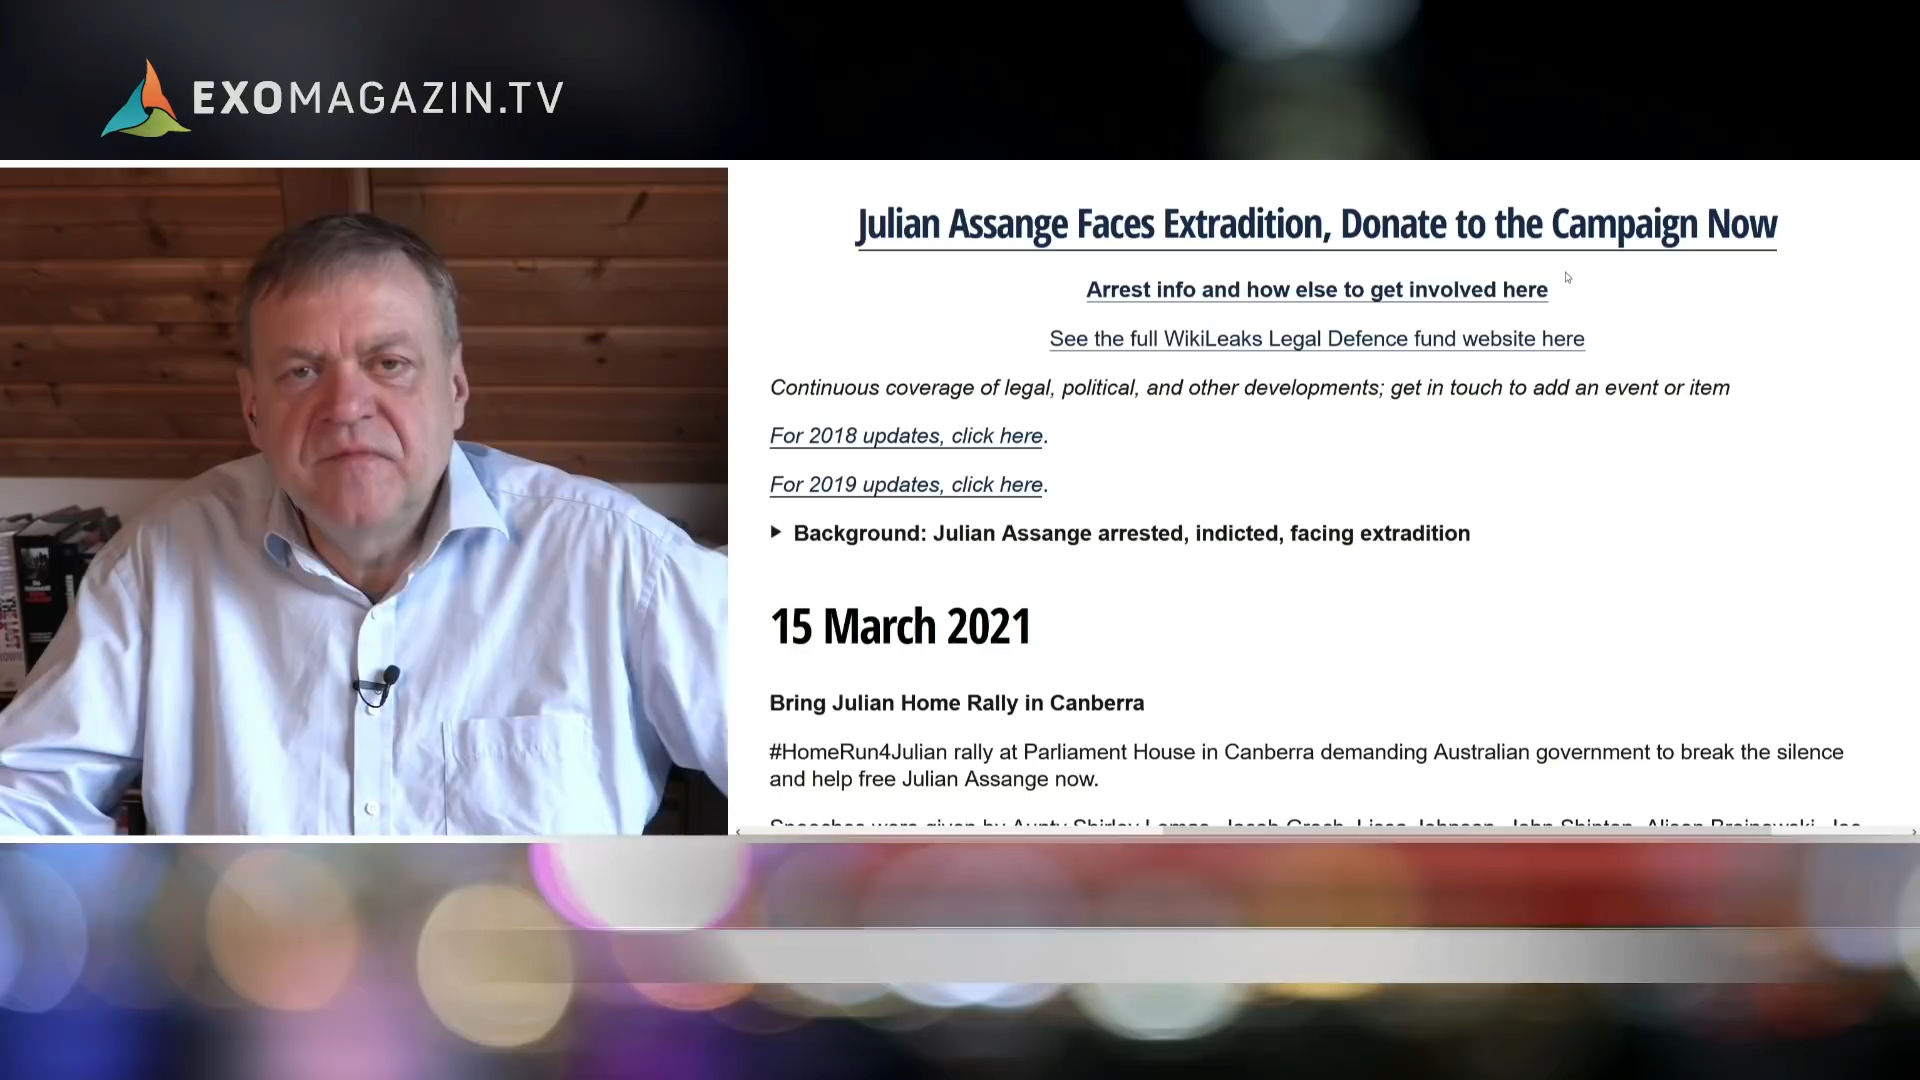 EXOMAGAZIN.TV
Julian Assange Faces Extradition, Donate to the Campaign Now
Arrest info and how else to get involved here
See the full WikiLeaks Legal Defence fund website here
Continuous coverage of legal, political, and other developments; get in touch to add an event or item
For 2018 updates, click here.
For 2019 updates, click here.
Background: Julian Assange arrested, indicted, facing extradition
15 March 2021
Bring Julian Home Rally in Canberra
#HomeRun4Julian rally at Parliament House in Canberra demanding Australian government to break the silence
and help free Julian Assange now.